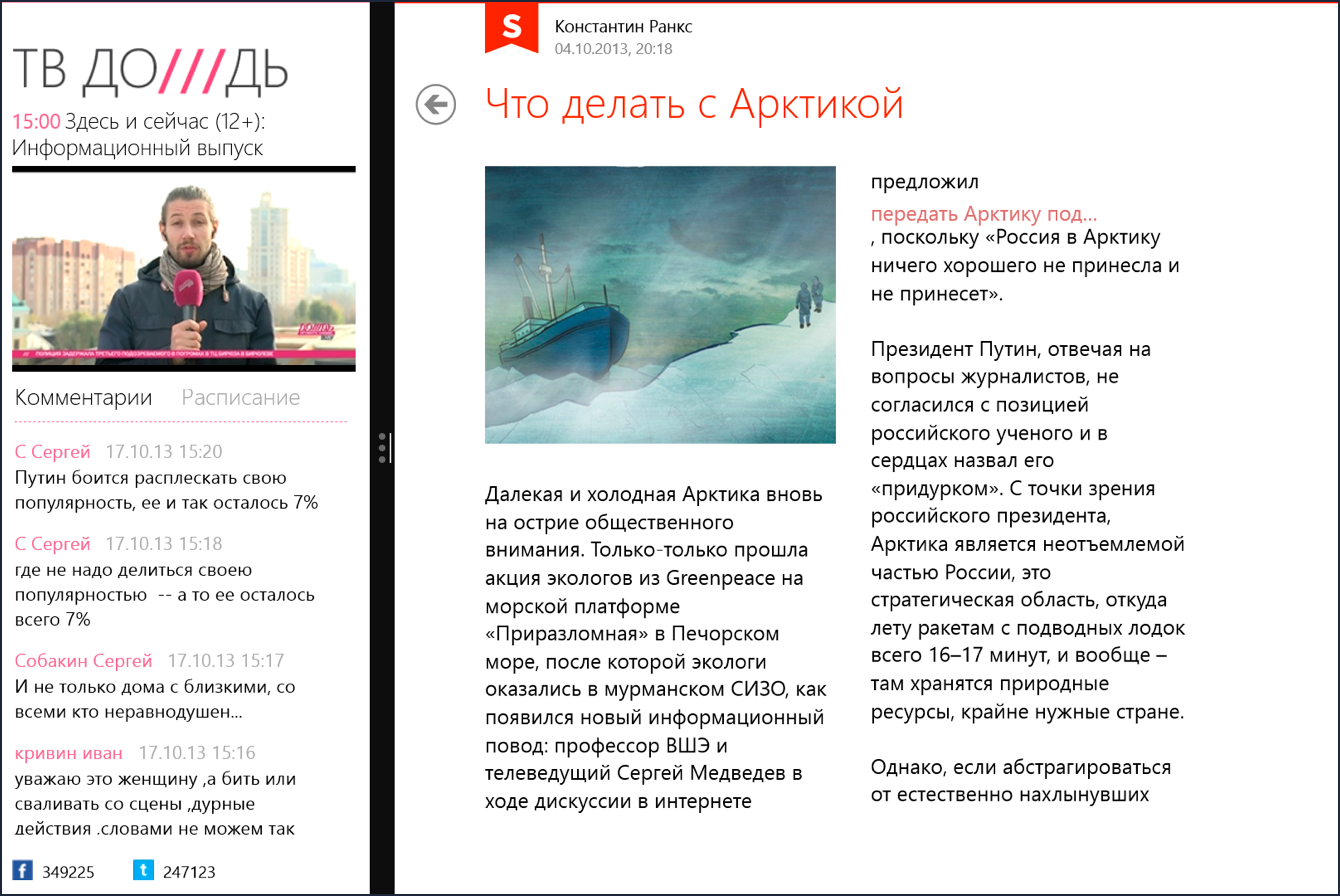 ТВ ДО///ДЬ
15:00 Здесь и сейчас (12+):
Информационный выпуск
ДО///ДЬ
/// ПОЛИЦИЯ ЗАДЕРЖАЛА ТРЕТЬЕГО ПОДОЗРЕВАЕМОГО В ПОГРОМАХ В ТЦ БИРЮЗА В БИРЮЛЕВЕ
Комментарии Расписание
С Сергей 17.10.13 15:20
Путин боится расплескать свою
популярность, ее и так осталось 7%
С Сергей 17.10.13 15:18
где не надо делиться своею
популярностью -- а то ее осталось
всего 7%
Собакин Сергей 17.10.13 15:17
И не только дома с близкими, со
всеми кто неравнодушен...
кривин иван 17.10.13 15:16
уважаю это женщину ,а бить или
сваливать со сцены ,дурные
действия .словами не можем так
f 349225 t 247123
S
Константин Ранкс
04.10.2013, 20:18
Что делать с Арктикой
Далекая и холодная Арктика вновь
на острие общественного
внимания. Только-только прошла
акция экологов из Greenpeace на
морской платформе
«Приразломная» в Печорском
море, после которой экологи
оказались в мурманском СИЗО, как
появился новый информационный
повод: профессор ВШЭ и
телеведущий Сергей Медведев в
ходе дискуссии в интернете
предложил
передать Арктику под...
, поскольку «Россия в Арктику
ничего хорошего не принесла и
не принесет».
Президент Путин, отвечая на
вопросы журналистов, не
согласился с позицией
российского ученого и в
сердцах назвал его
«придурком». С точки зрения
российского президента,
Арктика является неотъемлемой
частью России, это
стратегическая область, откуда
лету ракетам с подводных лодок
всего 16–17 минут, и вообще –
там хранятся природные
ресурсы, крайне нужные стране.
Однако, если абстрагироваться
от естественно нахлынувших